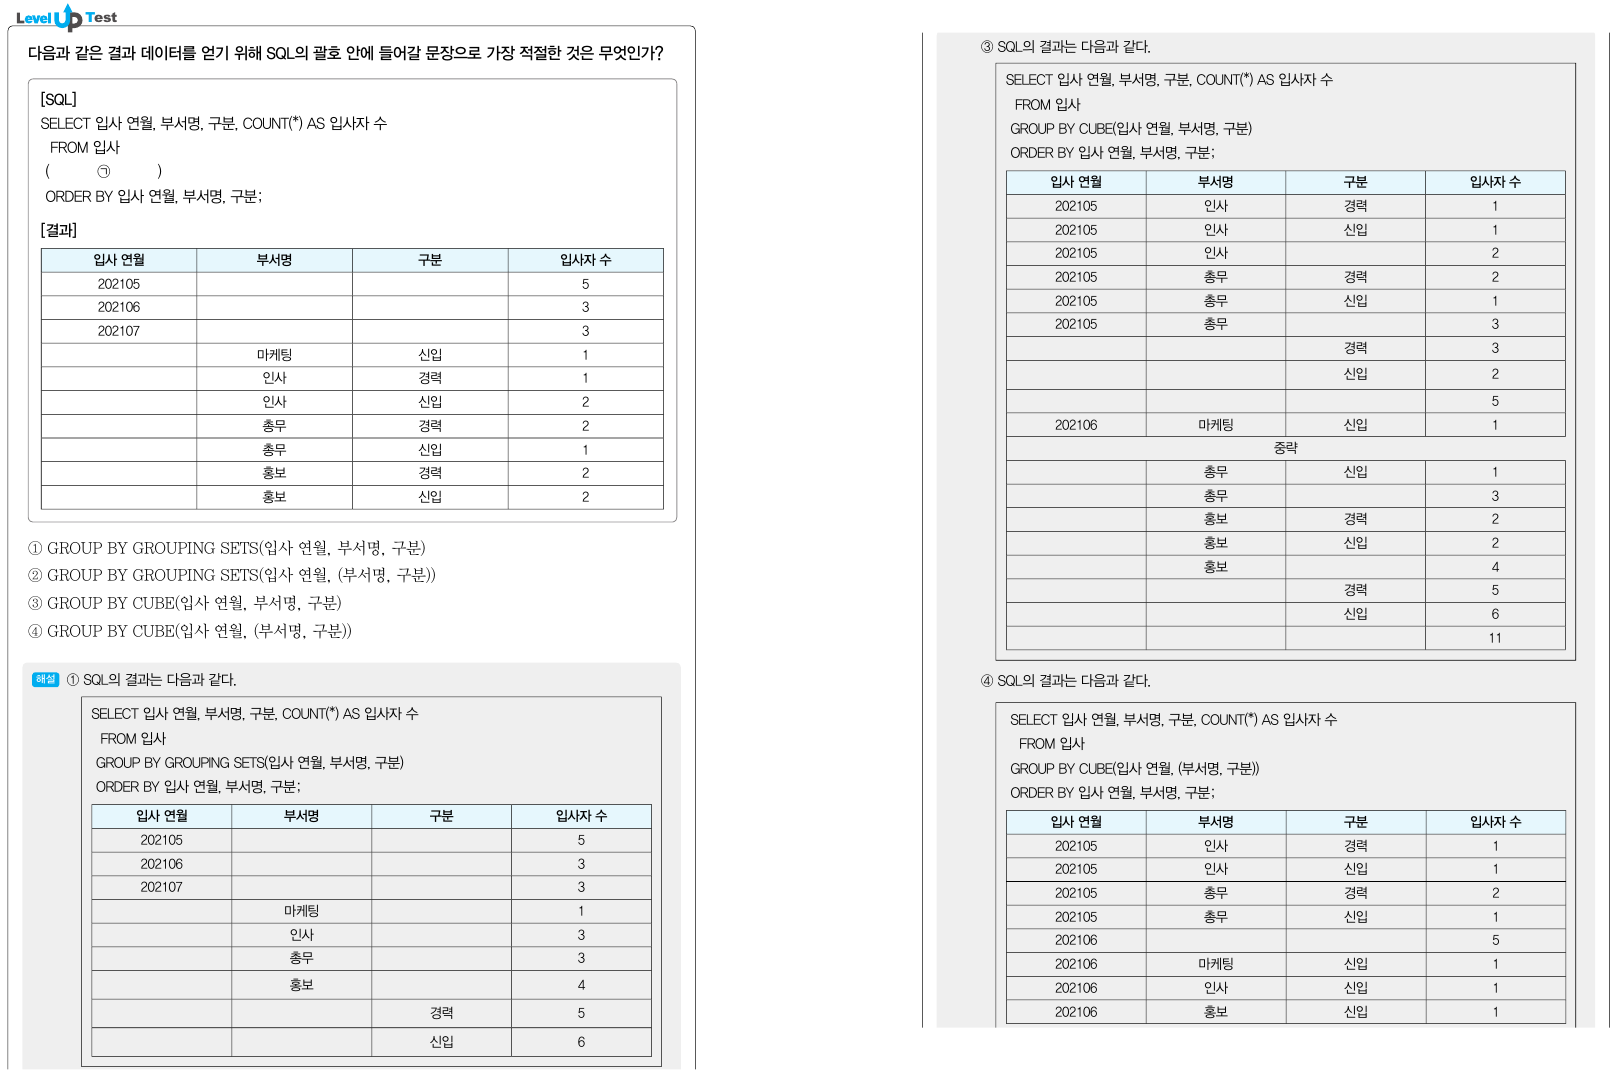 Level Up Test
다음과 같은 결과 데이터를 얻기 위해 SQL의 괄호 안에 들어갈 문장으로 가장 적절한 것은 무엇인가?
[SQL]
SELECT 입사 연월, 부서명, 구분, COUNT(*) AS 입사자 수
FROM 입사
( ㉠ )
ORDER BY 입사 연월, 부서명, 구분;
[결과]
입사 연월 부서명 구분 입사자 수
202105 5
202106 3
202107 3
마케팅 신입 1
인사 경력 1
인사 신입 2
총무 경력 2
총무 신입 1
홍보 경력 2
홍보 신입 2
① GROUP BY GROUPING SETS(입사 연월, 부서명, 구분)
② GROUP BY GROUPING SETS(입사 연월, (부서명, 구분))
③ GROUP BY CUBE(입사 연월, 부서명, 구분)
④ GROUP BY CUBE(입사 연월, (부서명, 구분))
해설 ① SQL의 결과는 다음과 같다.
SELECT 입사 연월, 부서명, 구분, COUNT(*) AS 입사자 수
FROM 입사
GROUP BY GROUPING SETS(입사 연월, 부서명, 구분)
ORDER BY 입사 연월, 부서명, 구분;
입사 연월 부서명 구분 입사자 수
202105 5
202106 3
202107 3
마케팅 1
인사 3
총무 3
홍보 4
경력 5
신입 6
③ SQL의 결과는 다음과 같다.
SELECT 입사 연월, 부서명, 구분, COUNT(*) AS 입사자 수
FROM 입사
GROUP BY CUBE(입사 연월, 부서명, 구분)
ORDER BY 입사 연월, 부서명, 구분;
입사 연월 부서명 구분 입사자 수
202105 인사 경력 1
202105 인사 신입 1
202105 인사 2
202105 총무 경력 2
202105 총무 신입 1
202105 총무 3
경력 3
신입 2
5
202106 마케팅 신입 1
중략
총무 신입 1
총무 3
홍보 경력 2
홍보 신입 2
홍보 4
경력 5
신입 6
11
④ SQL의 결과는 다음과 같다.
SELECT 입사 연월, 부서명, 구분, COUNT(*) AS 입사자 수
FROM 입사
GROUP BY CUBE(입사 연월, (부서명, 구분))
ORDER BY 입사 연월, 부서명, 구분;
입사 연월 부서명 구분 입사자 수
202105 인사 경력 1
202105 인사 신입 1
202105 총무 경력 2
202105 총무 신입 1
202106 5
202106 마케팅 신입 1
202106 인사 신입 1
202106 홍보 신입 1